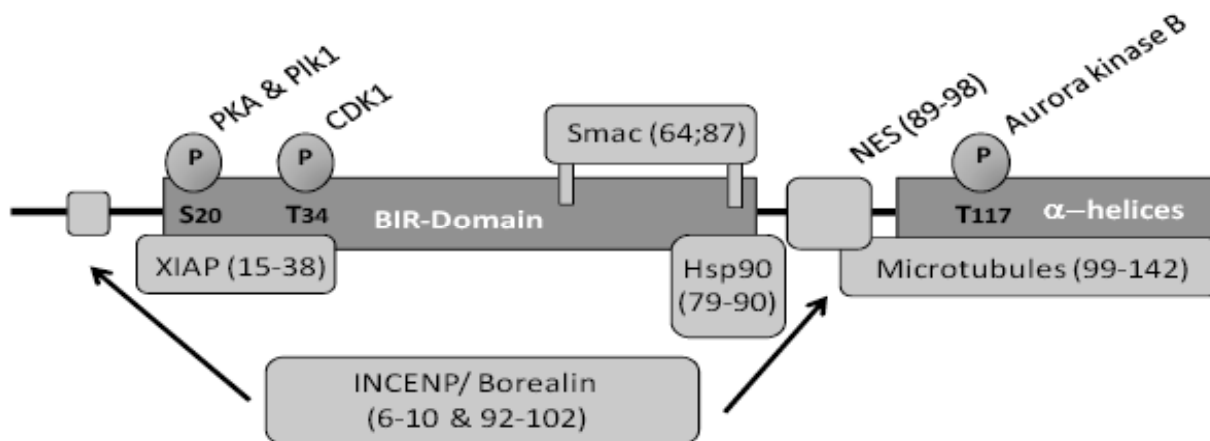 PKA & Plk1
CDK1
Smac (64;87)
NES (89-98)
Aurora kinase B
P
P
P
S20
T34
BIR-Domain
T117
α–helices
XIAP (15-38)
Hsp90
(79-90)
Microtubules (99-142)
INCENP/ Borealin
(6-10 & 92-102)